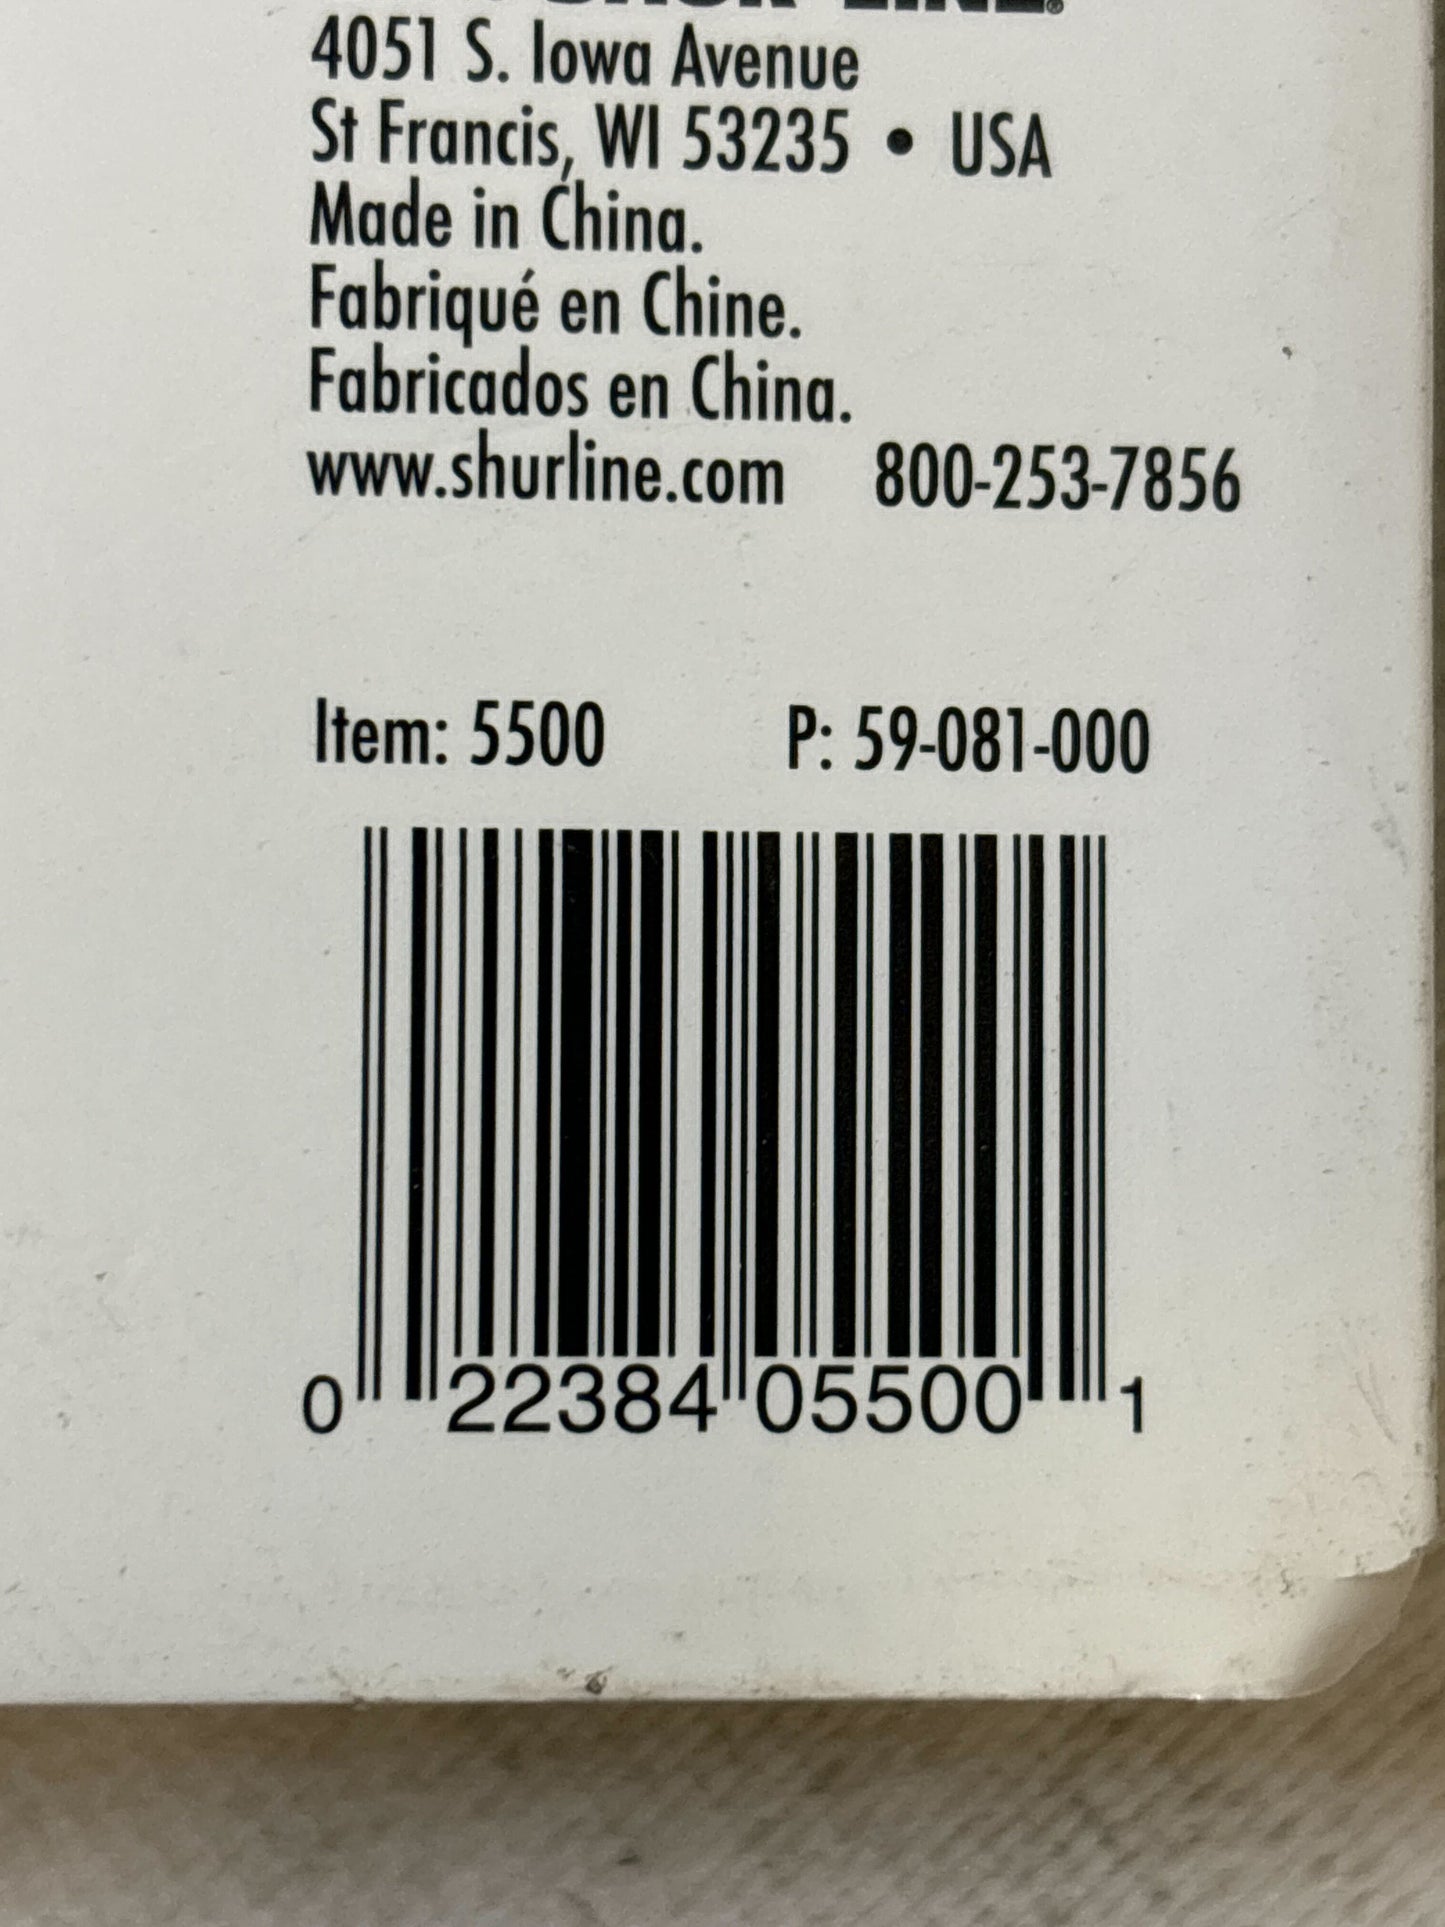 4051 S. Iowa Avenue
St Francis, WI 53235 • USA
Made in China.
Fabriqué en Chine.
Fabricados en China.
www.shurline.com 800-253-7856
Item: 5500 P: 59-081-000
0 22384 05500 1